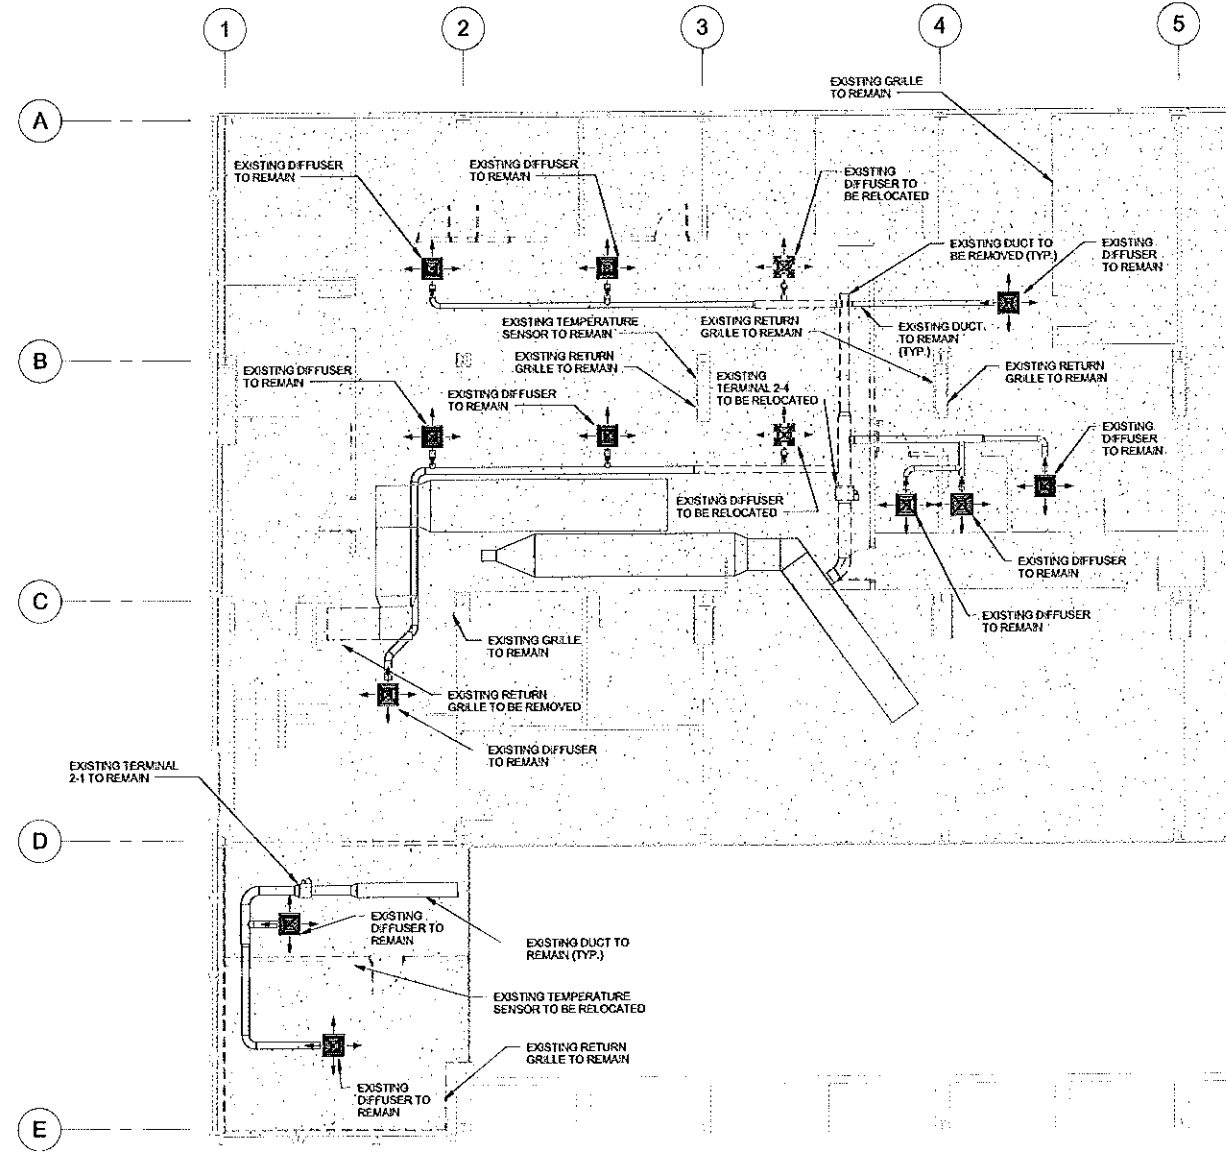 1
2
3
4
5
A
B
C
D
E
EXISTING GRILLE
TO REMAIN
EXISTING DIFFUSER
TO REMAIN
EXISTING DIFFUSER
TO REMAIN
EXISTING
DIFFUSER TO
BE RELOCATED
EXISTING DUCT TO
BE REMOVED (TYP.)
EXISTING
DIFFUSER
TO REMAIN
EXISTING TEMPERATURE
SENSOR TO REMAIN
EXISTING RETURN
GRILLE TO REMAIN
EXISTING DUCT
TO REMAIN
(TYP.)
EXISTING DIFFUSER
TO REMAIN
EXISTING RETURN
GRILLE TO REMAIN
EXISTING DIFFUSER
TO REMAIN
EXISTING
TERMINAL 2-4
TO BE RELOCATED
EXISTING RETURN
GRILLE TO REMAIN
EXISTING
DIFFUSER
TO REMAIN
EXISTING DIFFUSER
TO BE RELOCATED
EXISTING DIFFUSER
TO REMAIN
EXISTING DIFFUSER
TO REMAIN
EXISTING GRILLE
TO REMAIN
EXISTING RETURN
GRILLE TO BE REMOVED
EXISTING DIFFUSER
TO REMAIN
EXISTING TERMINAL
2-1 TO REMAIN
EXISTING
DIFFUSER TO
REMAIN
EXISTING DUCT TO
REMAIN (TYP.)
EXISTING TEMPERATURE
SENSOR TO BE RELOCATED
EXISTING RETURN
GRILLE TO REMAIN
EXISTING
DIFFUSER TO
REMAIN